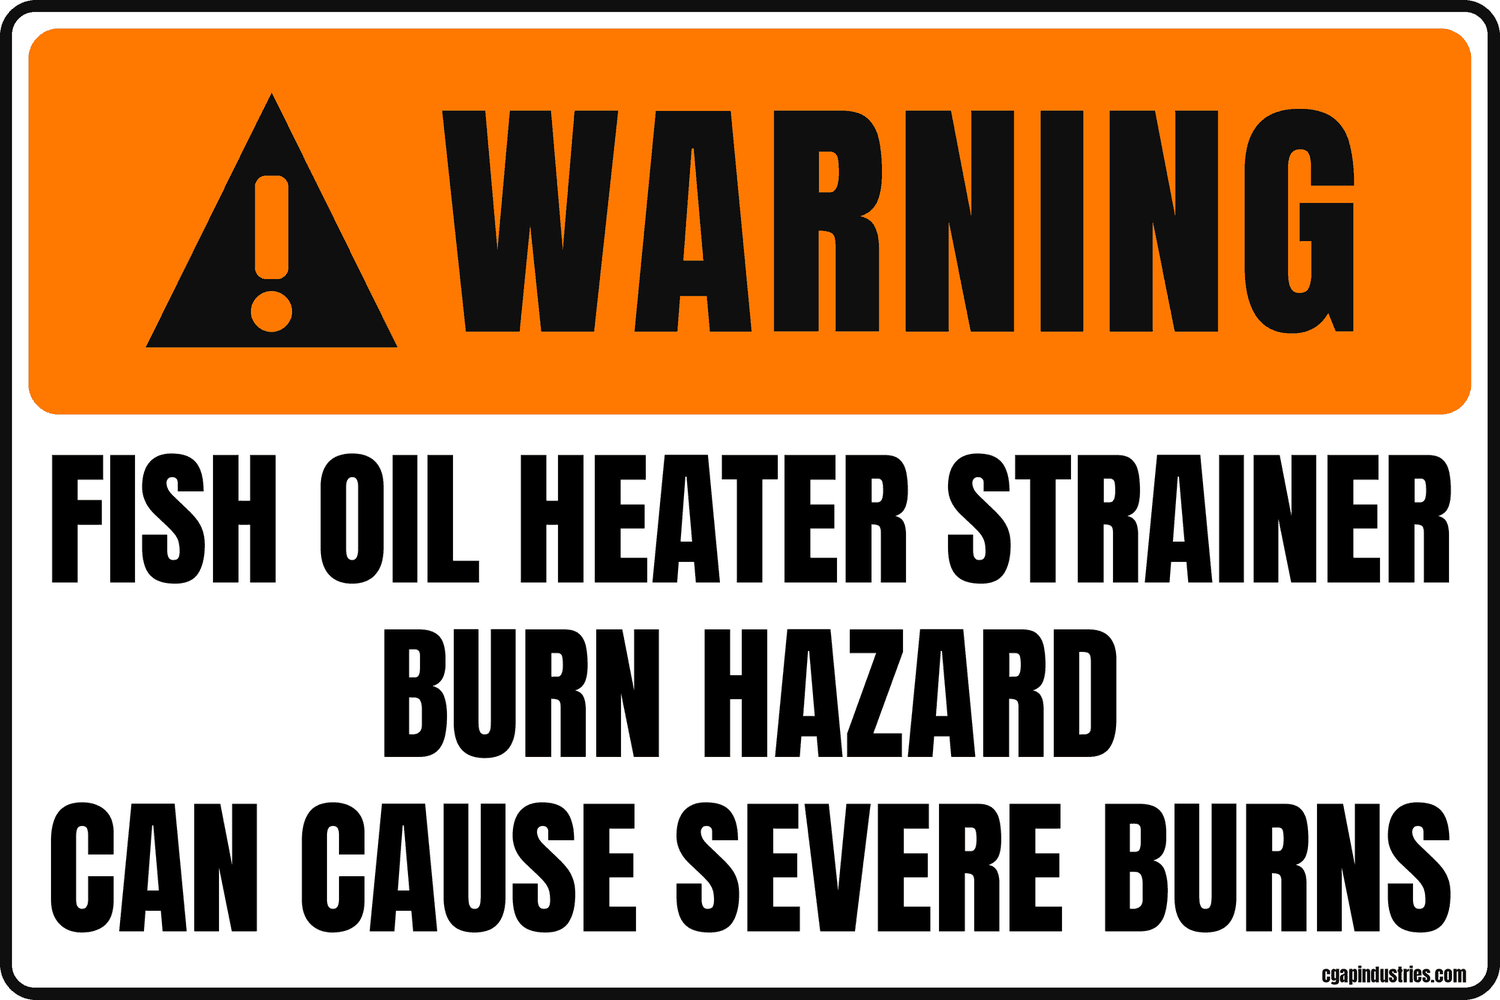 WARNING
FISH OIL HEATER STRAINER
BURN HAZARD
CAN CAUSE SEVERE BURNS
cgapindustries.com